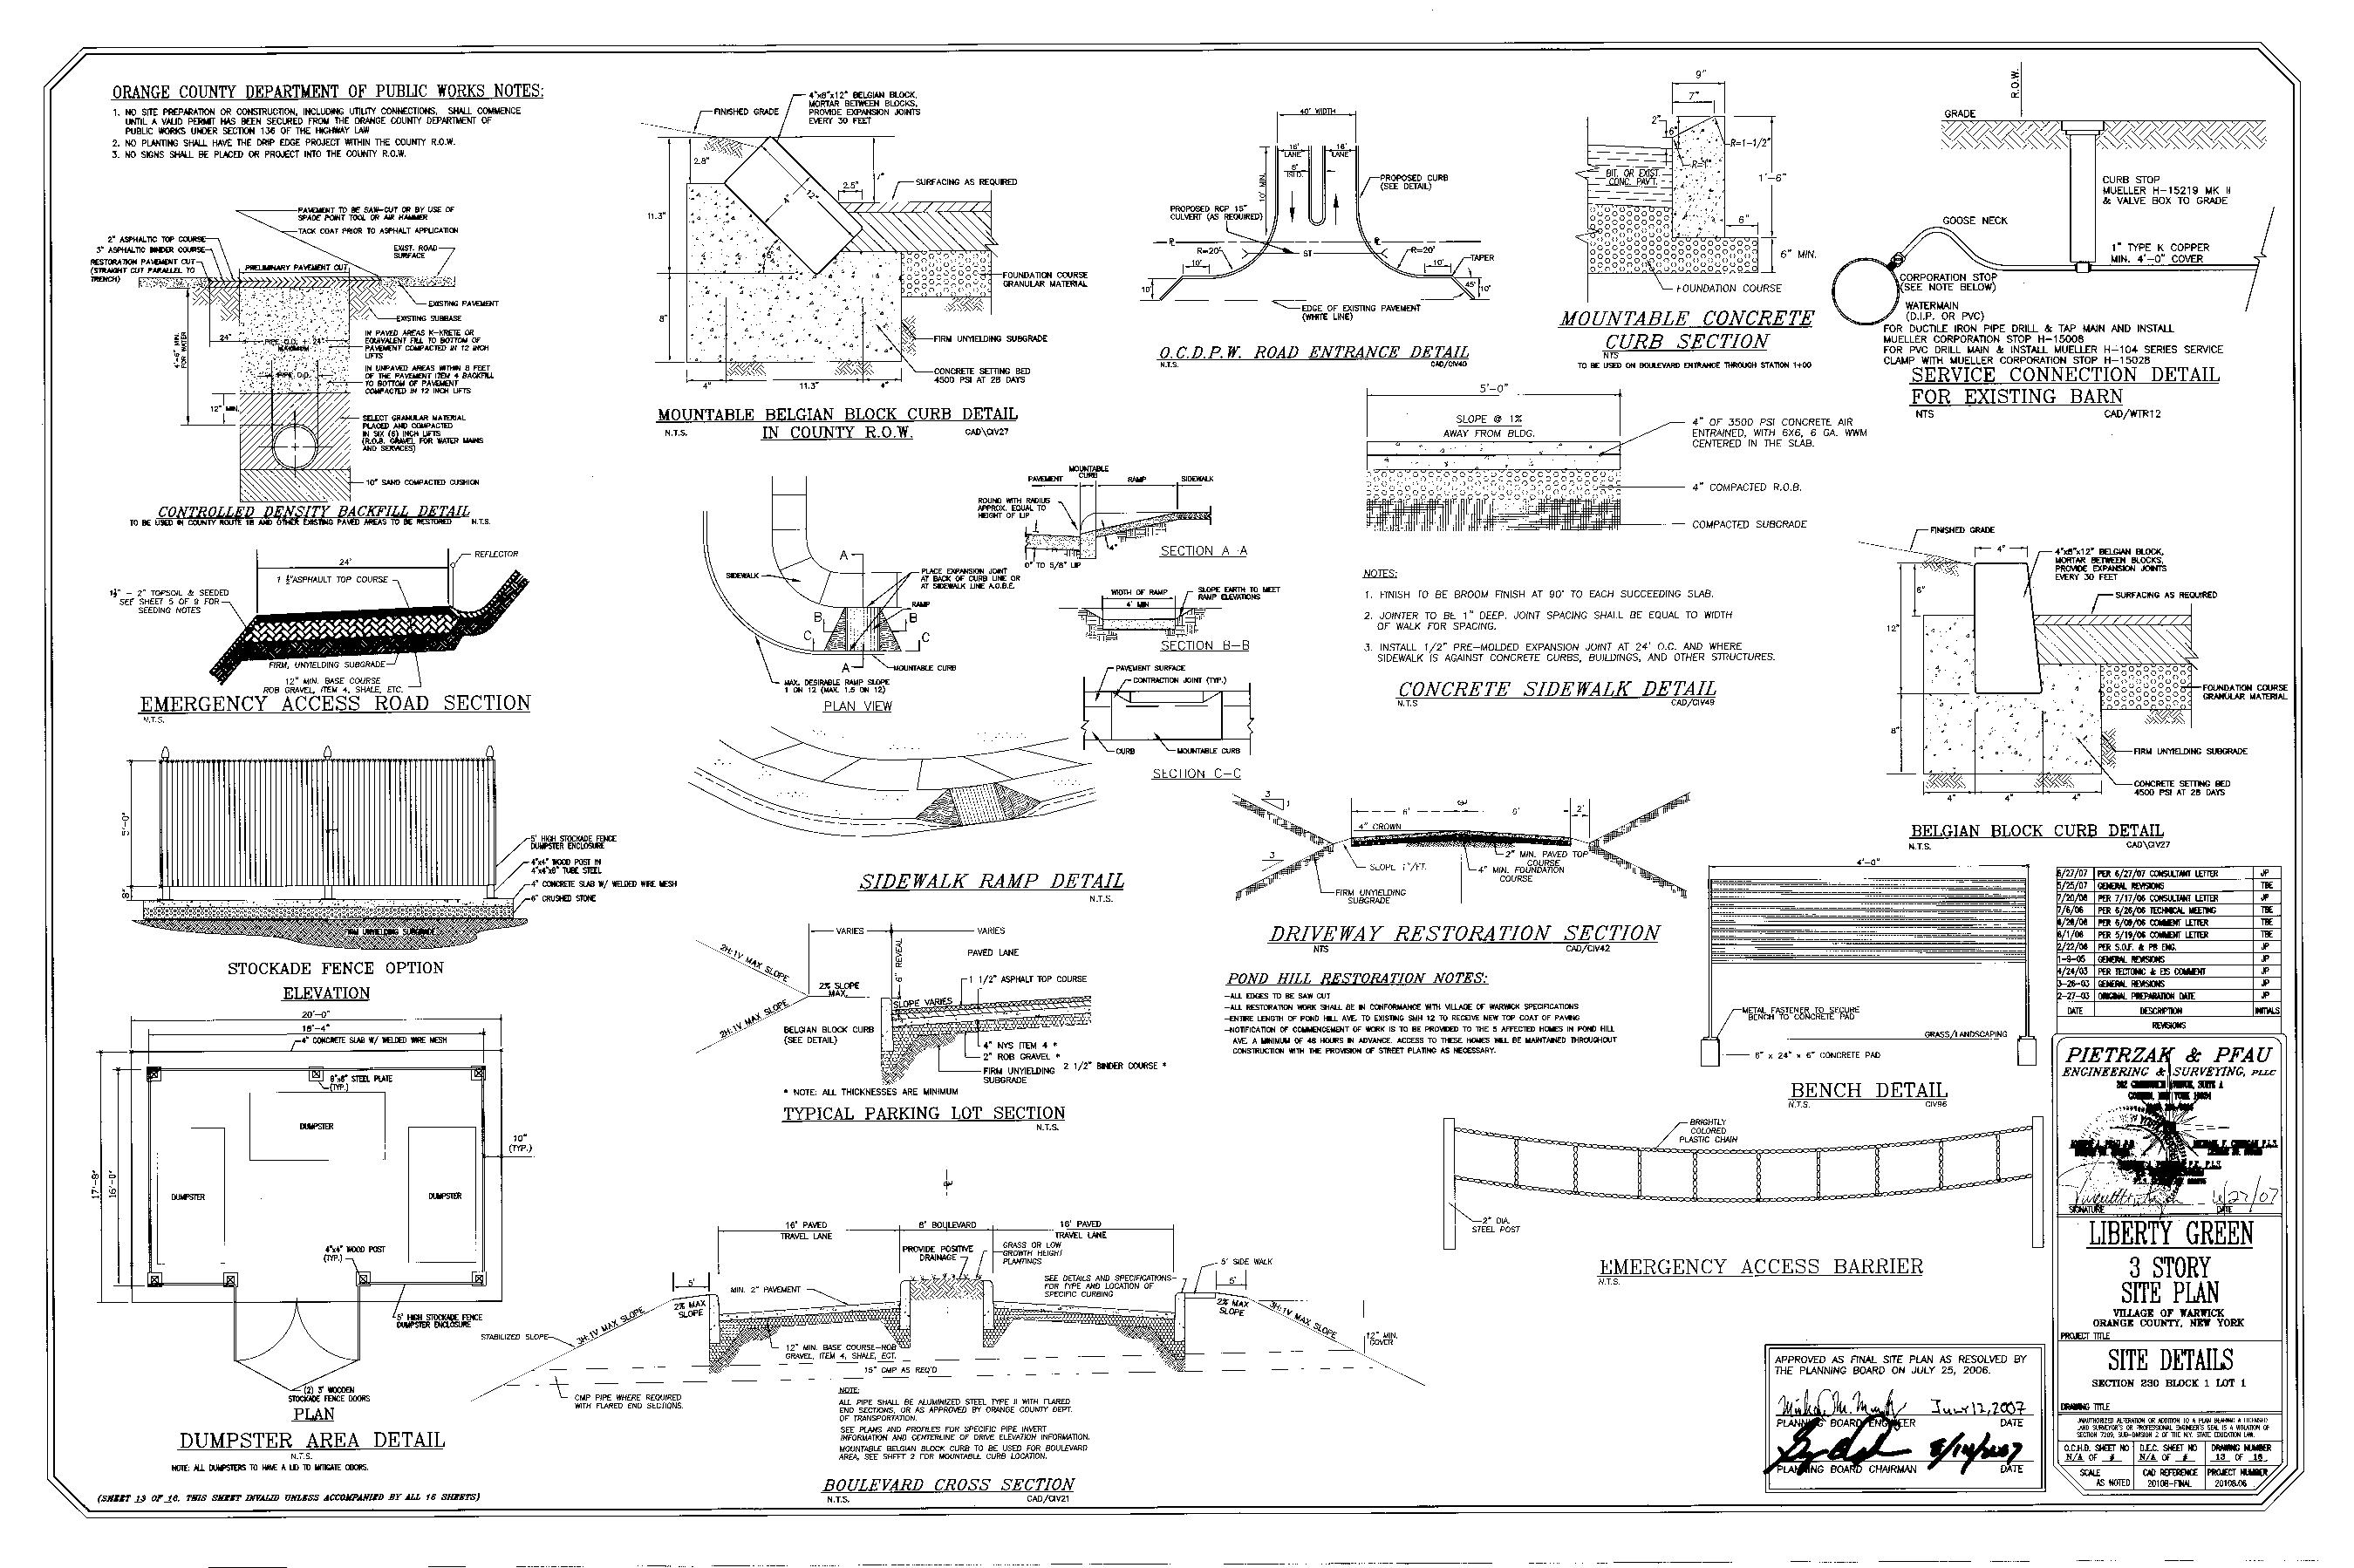 ORANGE COUNTY DEPARTMENT OF PUBLIC WORKS NOTES:
1. NO SITE PREPARATION OR CONSTRUCTION, INCLUDING UTILITY CONNECTIONS, SHALL COMMENCE
UNTIL A VALID PERMIT HAS BEEN SECURED FROM THE ORANGE COUNTY DEPARTMENT OF
PUBLIC WORKS UNDER SECTION 136 OF THE HIGHWAY LAW
2. NO PLANTING SHALL HAVE THE DRIP EDGE PROJECT WITHIN THE COUNTY R.O.W.
3. NO SIGNS SHALL BE PLACED OR PROJECT INTO THE COUNTY R.O.W.
PAVEMENT TO BE SAW-CUT OR BY USE OF
SPADE POINT TOOL OR AIR HAMMER
TACK COAT PRIOR TO ASPHALT APPLICATION
2" ASPHALTIC TOP COURSE
3" ASPHALTIC BINDER COURSE
RESTORATION PAVEMENT CUT
(STRAIGHT CUT PARALLEL TO
TRENCH)
PRELIMINARY PAVEMENT CUT
EXIST. ROAD
SURFACE
EXISTING PAVEMENT
EXISTING SUBBASE
4'-6" MIN.
FOR WATER
24"
PIPE O.D. + 24"
MAXIMUM
PIPE O.D.
12" MIN.
IN PAVED AREAS K-KRETE OR
EQUIVALENT FILL TO BOTTOM OF
PAVEMENT COMPACTED IN 12 INCH
LIFTS
IN UNPAVED AREAS WITHIN 8 FEET
OF THE PAVEMENT ITEM 4 BACKFILL
TO BOTTOM OF PAVEMENT
COMPACTED IN 12 INCH LIFTS
SELECT GRANULAR MATERIAL
PLACED AND COMPACTED
IN SIX (6) INCH LIFTS
(R.O.B. GRAVEL FOR WATER MAINS
AND SERVICES)
10" SAND COMPACTED CUSHION
CONTROLLED DENSITY BACKFILL DETAIL
TO BE USED IN COUNTY ROUTE 1B AND OTHER EXISTING PAVED AREAS TO BE RESTORED N.T.S.
24'
REFLECTOR
1 ½"ASPHAULT TOP COURSE
1½" - 2" TOPSOIL & SEEDED
SEE SHEET 5 OF 9 FOR
SEEDING NOTES
FIRM, UNYIELDING SUBGRADE
12" MIN. BASE COURSE
ROB GRAVEL, ITEM 4, SHALE, ETC.
EMERGENCY ACCESS ROAD SECTION
N.T.S.
5'-0"
8"
5' HIGH STOCKADE FENCE
DUMPSTER ENCLOSURE
4"x4" WOOD POST IN
4"x4"x8" TUBE STEEL
4" CONCRETE SLAB W/ WELDED WIRE MESH
6" CRUSHED STONE
FIRM UNYIELDING SUBGRADE
STOCKADE FENCE OPTION
ELEVATION
20'-0"
18'-4"
4" CONCRETE SLAB W/ WELDED WIRE MESH
8"x8" STEEL PLATE
(TYP.)
DUMPSTER
DUMPSTER
DUMPSTER
10"
(TYP.)
17'-8"
16'-0"
4"x4" WOOD POST
(TYP.)
5' HIGH STOCKADE FENCE
DUMPSTER ENCLOSURE
(2) 5' WOODEN
STOCKADE FENCE DOORS
PLAN
DUMPSTER AREA DETAIL
N.T.S.
NOTE: ALL DUMPSTERS TO HAVE A LID TO MITIGATE ODORS.
(SHEET 13 OF 16. THIS SHEET INVALID UNLESS ACCOMPANIED BY ALL 16 SHEETS)
FINISHED GRADE
4"x8"x12" BELGIAN BLOCK,
MORTAR BETWEEN BLOCKS,
PROVIDE EXPANSION JOINTS
EVERY 30 FEET
2.8"
2.5"
SURFACING AS REQUIRED
11.3"
4"
12"
8"
FOUNDATION COURSE
GRANULAR MATERIAL
FIRM UNYIELDING SUBGRADE
CONCRETE SETTING BED
4500 PSI AT 28 DAYS
4"
11.3"
4"
MOUNTABLE BELGIAN BLOCK CURB DETAIL
IN COUNTY R.O.W.
N.T.S.
CAD\CIV27
SIDEWALK
A
PLACE EXPANSION JOINT
AT BACK OF CURB LINE OR
AT SIDEWALK LINE A.O.B.E.
RAMP
B
B
C
C
A
MOUNTABLE CURB
MAX. DESIRABLE RAMP SLOPE
1 ON 12 (MAX. 1.5 ON 12)
PLAN VIEW
PAVEMENT
MOUNTABLE
CURB
RAMP
SIDEWALK
ROUND WITH RADIUS
APPROX. EQUAL TO
HEIGHT OF LIP
4"
0" TO 5/8" LIP
SECTION A-A
WIDTH OF RAMP
4' MIN
SLOPE EARTH TO MEET
RAMP ELEVATIONS
SECTION B-B
PAVEMENT SURFACE
CONTRACTION JOINT (TYP.)
CURB
MOUNTABLE CURB
SECTION C-C
SIDEWALK RAMP DETAIL
N.T.S.
VARIES
VARIES
6" REVEAL
PAVED LANE
2H:1V MAX SLOPE
2% SLOPE
MAX.
1 1/2" ASPHALT TOP COURSE
SLOPE VARIES
2H:1V MAX SLOPE
BELGIAN BLOCK CURB
(SEE DETAIL)
4" NYS ITEM 4 *
2" ROB GRAVEL *
FIRM UNYIELDING
SUBGRADE
2 1/2" BINDER COURSE *
* NOTE: ALL THICKNESSES ARE MINIMUM
TYPICAL PARKING LOT SECTION
N.T.S.
16' PAVED
TRAVEL LANE
8' BOULEVARD
16' PAVED
TRAVEL LANE
PROVIDE POSITIVE
DRAINAGE
GRASS OR LOW
GROWTH HEIGHT
PLANTINGS
SEE DETAILS AND SPECIFICATIONS
FOR TYPE AND LOCATION OF
SPECIFIC CURBING
5' SIDE WALK
5'
5'
MIN. 2" PAVEMENT
2% MAX
SLOPE
2% MAX
SLOPE
3H:1V MAX SLOPE
3H:1V MAX SLOPE
STABILIZED SLOPE
12" MIN.
COVER
12" MIN. BASE COURSE-ROB
GRAVEL, ITEM 4, SHALE, ECT.
15" CMP AS REQ'D
CMP PIPE WHERE REQUIRED
WITH FLARED END SECTIONS.
NOTE:
ALL PIPE SHALL BE ALUMINIZED STEEL TYPE II WITH FLARED
END SECTIONS, OR AS APPROVED BY ORANGE COUNTY DEPT.
OF TRANSPORTATION.
SEE PLANS AND PROFILES FOR SPECIFIC PIPE INVERT
INFORMATION AND CENTERLINE OF DRIVE ELEVATION INFORMATION.
MOUNTABLE BELGIAN BLOCK CURB TO BE USED FOR BOULEVARD
AREA, SEE SHEET 2 FOR MOUNTABLE CURB LOCATION.
BOULEVARD CROSS SECTION
N.T.S.
CAD/CIV21
40' WIDTH
16'
LANE
16'
LANE
8'
ISLD.
10' MIN.
PROPOSED CURB
(SEE DETAIL)
PROPOSED RCP 15"
CULVERT (AS REQUIRED)
R=20'
R=20'
ST
10'
10'
TAPER
10'
45°
10'
EDGE OF EXISTING PAVEMENT
(WHITE LINE)
O.C.D.P.W. ROAD ENTRANCE DETAIL
N.T.S.
CAD/CIV40
9"
7"
2"
6"
R=1-1/2"
R=1"
BIT. OR EXIST.
CONC. PAVT.
1'-6"
6"
6" MIN.
FOUNDATION COURSE
MOUNTABLE CONCRETE
CURB SECTION
NTS
TO BE USED ON BOULEVARD ENTRANCE THROUGH STATION 1+00
5'-0"
SLOPE @ 1%
AWAY FROM BLDG.
4" OF 3500 PSI CONCRETE AIR
ENTRAINED, WITH 6X6, 6 GA. WWM
CENTERED IN THE SLAB.
4" COMPACTED R.O.B.
COMPACTED SUBGRADE
NOTES:
1. FINISH TO BE BROOM FINISH AT 90° TO EACH SUCCEEDING SLAB.
2. JOINTER TO BE 1" DEEP. JOINT SPACING SHALL BE EQUAL TO WIDTH
OF WALK FOR SPACING.
3. INSTALL 1/2" PRE-MOLDED EXPANSION JOINT AT 24' O.C. AND WHERE
SIDEWALK IS AGAINST CONCRETE CURBS, BUILDINGS, AND OTHER STRUCTURES.
CONCRETE SIDEWALK DETAIL
N.T.S
CAD/CIV49
3
1
6'
6'
2'
4" CROWN
3
SLOPE 1"/FT.
2" MIN. PAVED TOP
COURSE
4" MIN. FOUNDATION
COURSE
FIRM UNYIELDING
SUBGRADE
DRIVEWAY RESTORATION SECTION
NTS
CAD/CIV42
POND HILL RESTORATION NOTES:
-ALL EDGES TO BE SAW CUT
-ALL RESTORATION WORK SHALL BE IN CONFORMANCE WITH VILLAGE OF WARWICK SPECIFICATIONS
-ENTIRE LENGTH OF POND HILL AVE. TO EXISTING SMH 12 TO RECEIVE NEW TOP COAT OF PAVING
-NOTIFICATION OF COMMENCEMENT OF WORK IS TO BE PROVIDED TO THE 5 AFFECTED HOMES IN POND HILL
AVE. A MINIMUM OF 48 HOURS IN ADVANCE. ACCESS TO THESE HOMES WILL BE MAINTAINED THROUGHOUT
CONSTRUCTION WITH THE PROVISION OF STREET PLATING AS NECESSARY.
4'-0"
METAL FASTENER TO SECURE
BENCH TO CONCRETE PAD
GRASS/LANDSCAPING
6" x 24" x 6" CONCRETE PAD
BENCH DETAIL
N.T.S.
CIV96
BRIGHTLY
COLORED
PLASTIC CHAIN
2" DIA.
STEEL POST
EMERGENCY ACCESS BARRIER
N.T.S.
R.O.W.
GRADE
CURB STOP
MUELLER H-15219 MK II
& VALVE BOX TO GRADE
GOOSE NECK
1" TYPE K COPPER
MIN. 4'-0" COVER
CORPORATION STOP
(SEE NOTE BELOW)
WATERMAIN
(D.I.P. OR PVC)
FOR DUCTILE IRON PIPE DRILL & TAP MAIN AND INSTALL
MUELLER CORPORATION STOP H-15008
FOR PVC DRILL MAIN & INSTALL MUELLER H-104 SERIES SERVICE
CLAMP WITH MUELLER CORPORATION STOP H-15028
SERVICE CONNECTION DETAIL
FOR EXISTING BARN
NTS
CAD/WTR12
FINISHED GRADE
4"
4"x8"x12" BELGIAN BLOCK,
MORTAR BETWEEN BLOCKS,
PROVIDE EXPANSION JOINTS
EVERY 30 FEET
6"
SURFACING AS REQUIRED
12"
FOUNDATION COURSE
GRANULAR MATERIAL
8"
FIRM UNYIELDING SUBGRADE
CONCRETE SETTING BED
4500 PSI AT 28 DAYS
4"
4"
4"
BELGIAN BLOCK CURB DETAIL
N.T.S.
CAD\CIV27
6/27/07 PER 6/27/07 CONSULTANT LETTER JP
5/25/07 GENERAL REVISIONS TBE
7/20/06 PER 7/17/06 CONSULTANT LETTER JP
7/6/06 PER 6/26/06 TECHNICAL MEETING TBE
6/28/06 PER 6/09/06 COMMENT LETTER TBE
6/1/06 PER 5/19/06 COMMENT LETTER TBE
2/22/06 PER S.O.F. & PB ENG. JP
1-9-05 GENERAL REVISIONS JP
4/24/03 PER TECTONIC & EIS COMMENT JP
3-26-03 GENERAL REVISIONS JP
2-27-03 ORIGINAL PREPARATION DATE JP
DATE DESCRIPTION INITIALS
REVISIONS
PIETRZAK & PFAU
ENGINEERING & SURVEYING, PLLC
6/27/07
SIGNATURE DATE
LIBERTY GREEN
3 STORY
SITE PLAN
VILLAGE OF WARWICK
ORANGE COUNTY, NEW YORK
PROJECT TITLE
SITE DETAILS
SECTION 230 BLOCK 1 LOT 1
DRAWING TITLE
UNAUTHORIZED ALTERATION OR ADDITION TO A PLAN BEARING A LICENSED
AND SURVEYOR'S OR PROFESSIONAL ENGINEER'S SEAL IS A VIOLATION OF
SECTION 7209, SUB-DIVISION 2 OF THE N.Y. STATE EDUCATION LAW.
O.C.H.D. SHEET NO D.E.C. SHEET NO DRAWING NUMBER
N/A OF # N/A OF # 13 OF 16
SCALE CAD REFERENCE PROJECT NUMBER
AS NOTED 20108-FINAL 20108.06
APPROVED AS FINAL SITE PLAN AS RESOLVED BY
THE PLANNING BOARD ON JULY 25, 2006.
June 12, 2007
PLANNING BOARD ENGINEER DATE
8/14/2007
PLANNING BOARD CHAIRMAN DATE